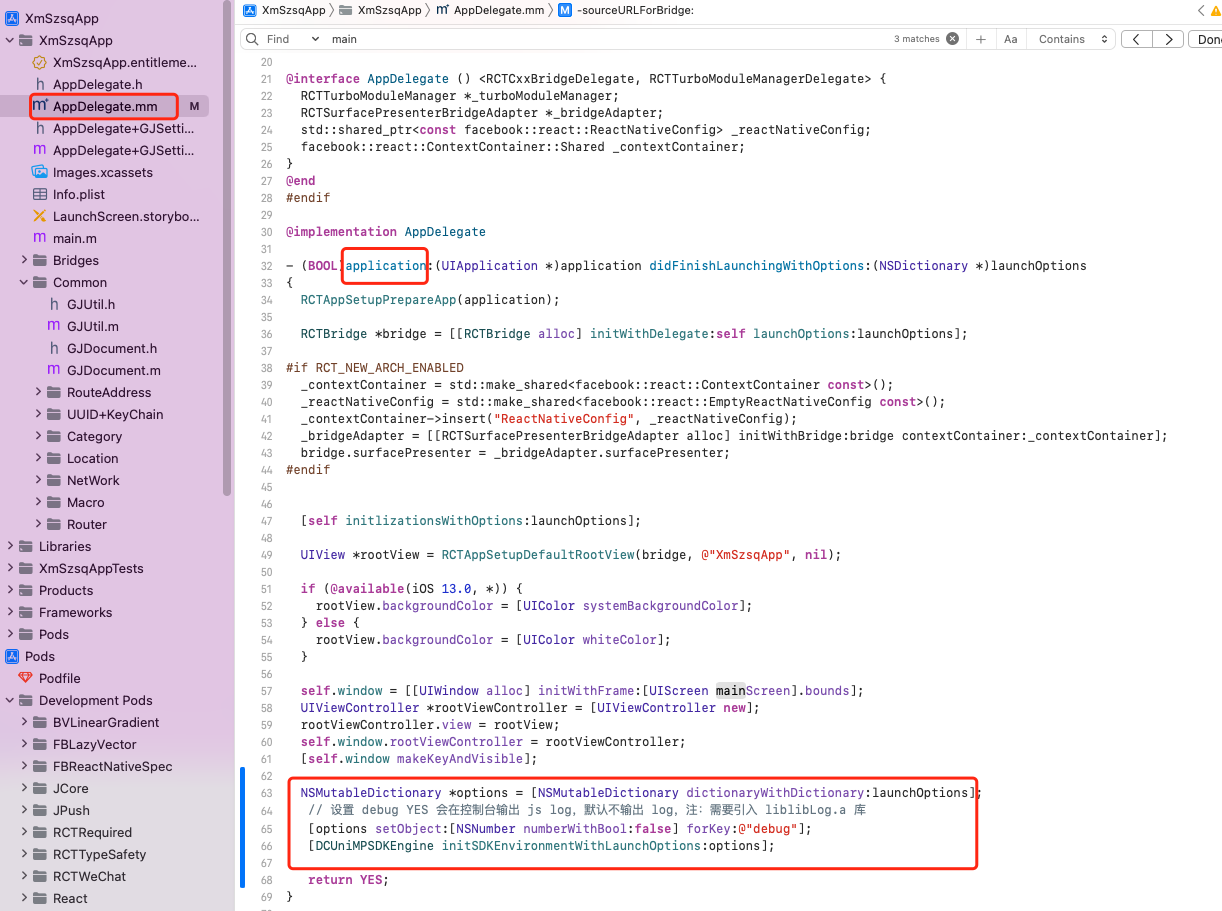 XmSzsqApp
XmSzsqApp
XmSzsqApp.entitleme...
AppDelegate.h
AppDelegate.mm M
AppDelegate+GJSetti...
AppDelegate+GJSetti...
Images.xcassets
Info.plist
LaunchScreen.storybo...
main.m
Bridges
Common
GJUtil.h
GJUtil.m
GJDocument.h
GJDocument.m
RouteAddress
UUID+KeyChain
Category
Location
NetWork
Macro
Router
Libraries
XmSzsqAppTests
Products
Frameworks
Pods
Pods
Podfile
Development Pods
BVLinearGradient
FBLazyVector
FBReactNativeSpec
JCore
JPush
RCTRequired
RCTTypeSafety
RCTWeChat
React
XmSzsqApp XmSzsqApp AppDelegate.mm M -sourceURLForBridge:
Find main 3 matches Aa Contains Don
20
21 @interface AppDelegate () <RCTCxxBridgeDelegate, RCTTurboModuleManagerDelegate> {
22 RCTTurboModuleManager *_turboModuleManager;
23 RCTSurfacePresenterBridgeAdapter *_bridgeAdapter;
24 std::shared_ptr<const facebook::react::ReactNativeConfig> _reactNativeConfig;
25 facebook::react::ContextContainer::Shared _contextContainer;
26 }
27 @end
28 #endif
29
30 @implementation AppDelegate
31
32 - (BOOL)application:(UIApplication *)application didFinishLaunchingWithOptions:(NSDictionary *)launchOptions
33 {
34 RCTAppSetupPrepareApp(application);
35
36 RCTBridge *bridge = [[RCTBridge alloc] initWithDelegate:self launchOptions:launchOptions];
37
38 #if RCT_NEW_ARCH_ENABLED
39 _contextContainer = std::make_shared<facebook::react::ContextContainer const>();
40 _reactNativeConfig = std::make_shared<facebook::react::EmptyReactNativeConfig const>();
41 _contextContainer->insert("ReactNativeConfig", _reactNativeConfig);
42 _bridgeAdapter = [[RCTSurfacePresenterBridgeAdapter alloc] initWithBridge:bridge contextContainer:_contextContainer];
43 bridge.surfacePresenter = _bridgeAdapter.surfacePresenter;
44 #endif
45
46
47 [self initlizationsWithOptions:launchOptions];
48
49 UIView *rootView = RCTAppSetupDefaultRootView(bridge, @"XmSzsqApp", nil);
50
51 if (@available(iOS 13.0, *)) {
52 rootView.backgroundColor = [UIColor systemBackgroundColor];
53 } else {
54 rootView.backgroundColor = [UIColor whiteColor];
55 }
56
57 self.window = [[UIWindow alloc] initWithFrame:[UIScreen mainScreen].bounds];
58 UIViewController *rootViewController = [UIViewController new];
59 rootViewController.view = rootView;
60 self.window.rootViewController = rootViewController;
61 [self.window makeKeyAndVisible];
62
63 NSMutableDictionary *options = [NSMutableDictionary dictionaryWithDictionary:launchOptions];
64 // 设置 debug YES 会在控制台输出 js log，默认不输出 log，注：需要引入 liblibLog.a 库
65 [options setObject:[NSNumber numberWithBool:false] forKey:@"debug"];
66 [DCUniMPSDKEngine initSDKEnvironmentWithLaunchOptions:options];
67
68 return YES;
69 }